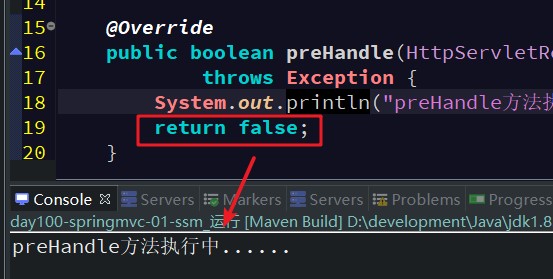 14
15 @Override
16 public boolean preHandle(HttpServletRe
17 throws Exception {
18 System.out.println("preHandle方法执
19 return false;
20 }
Console Servers Markers Servers Problems Progress
day100-springmvc-01-ssm_运行 [Maven Build] D:\development\Java\jdk1.8
preHandle方法执行中......